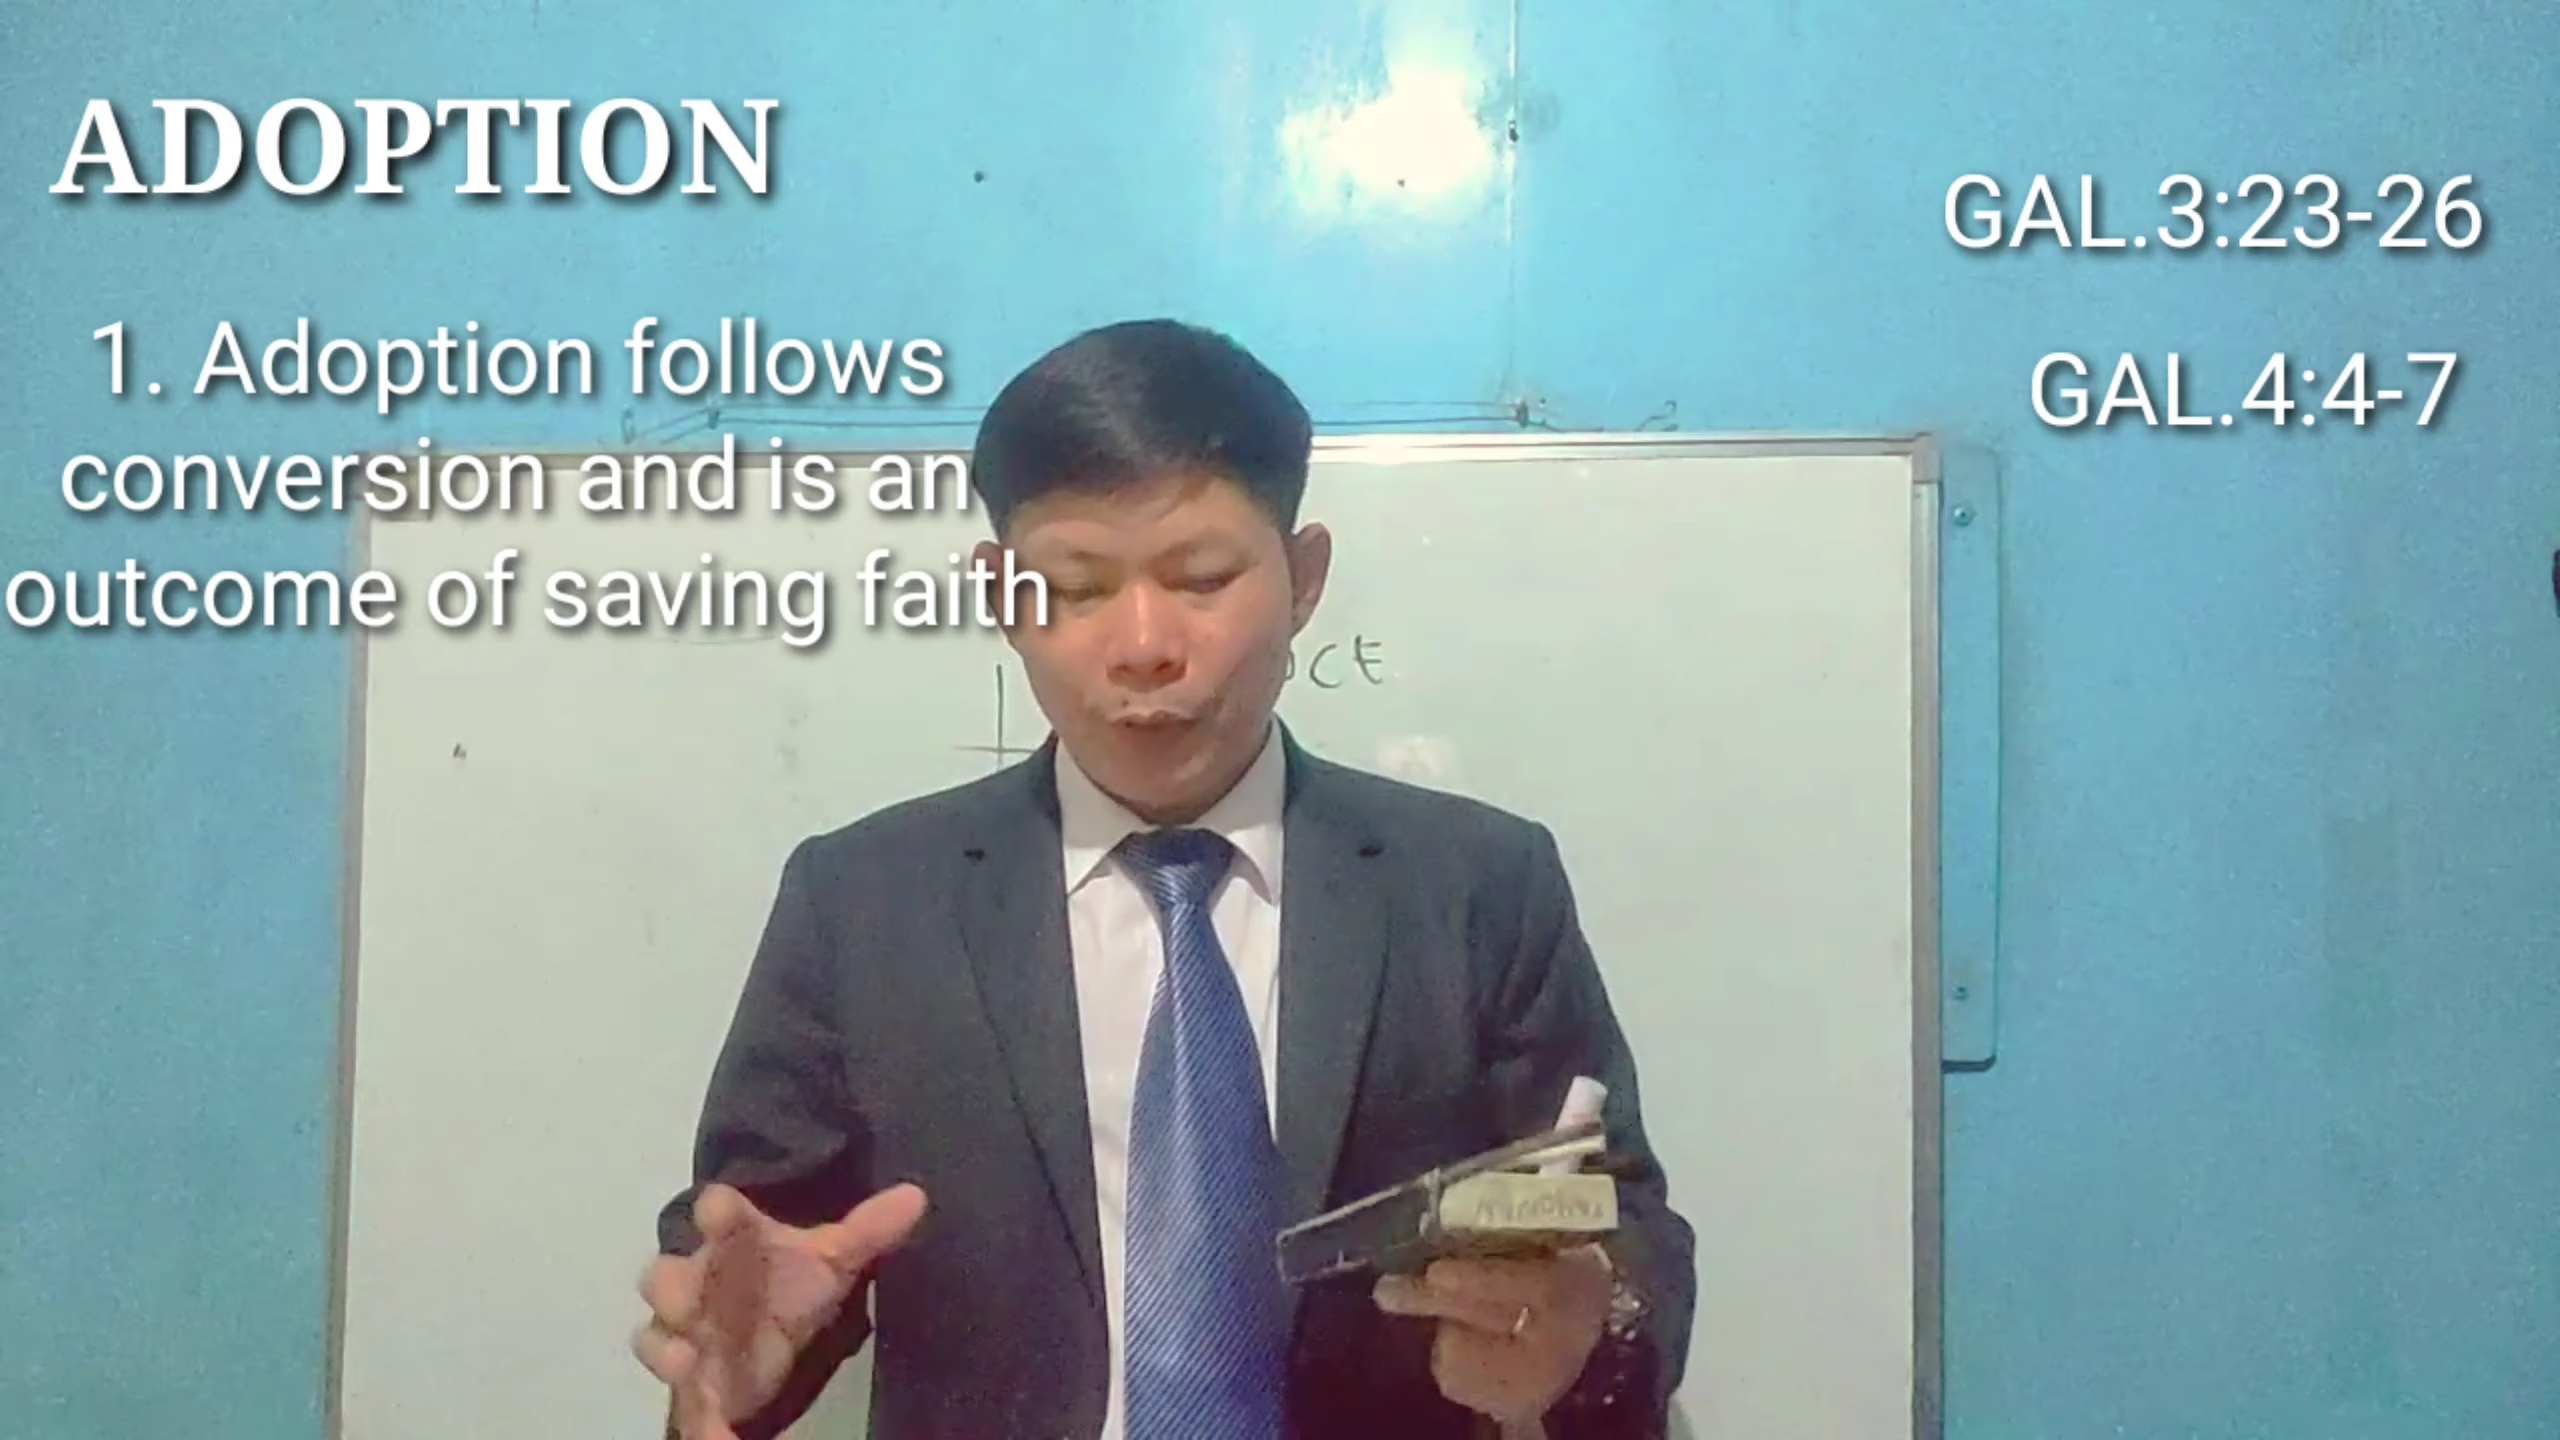 ADOPTION
1. Adoption follows
conversion and is an
outcome of saving faith
GAL.3:23-26
GAL.4:4-7